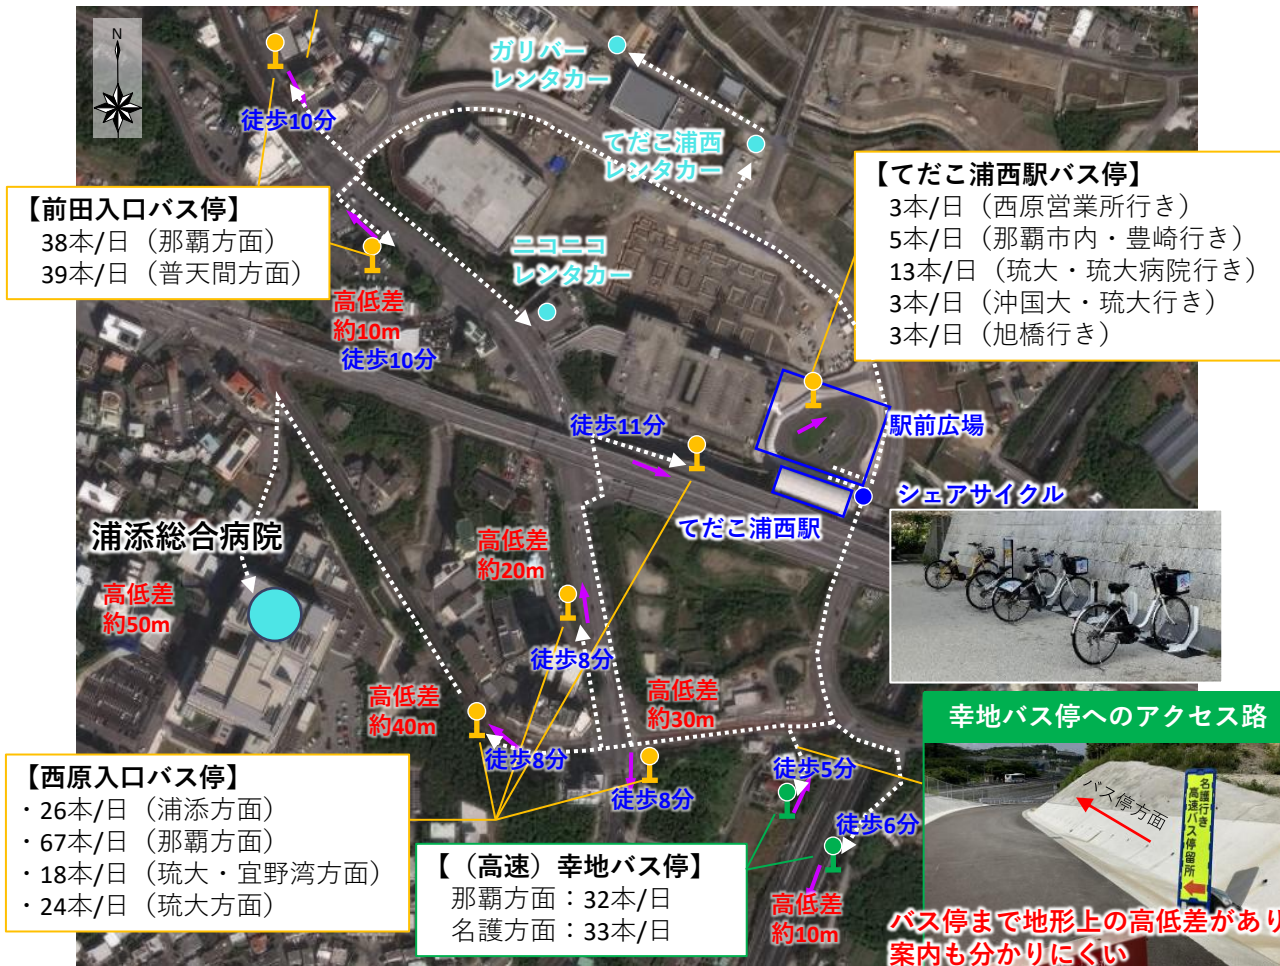 N
ガリバー
レンタカー
徒歩10分
てだこ浦西
レンタカー
【てだこ浦西駅バス停】
3本/日（西原営業所行き）
5本/日（那覇市内・豊崎行き）
13本/日（琉大・琉大病院行き）
3本/日（沖国大・琉大行き）
3本/日（旭橋行き）
【前田入口バス停】
38本/日（那覇方面）
39本/日（普天間方面）
ニコニコ
レンタカー
高低差
約10m
徒歩10分
徒歩11分
駅前広場
シェアサイクル
てだこ浦西駅
浦添総合病院
高低差
約50m
高低差
約20m
徒歩8分
高低差
約40m
高低差
約30m
徒歩8分
徒歩8分
徒歩5分
徒歩6分
【西原入口バス停】
・26本/日（浦添方面）
・67本/日（那覇方面）
・18本/日（琉大・宜野湾方面）
・24本/日（琉大方面）
【（高速）幸地バス停】
那覇方面：32本/日
名護方面：33本/日
高低差
約10m
幸地バス停へのアクセス路
バス停方面
名護行き
高速バス停留所
バス停まで地形上の高低差があり
案内も分かりにくい